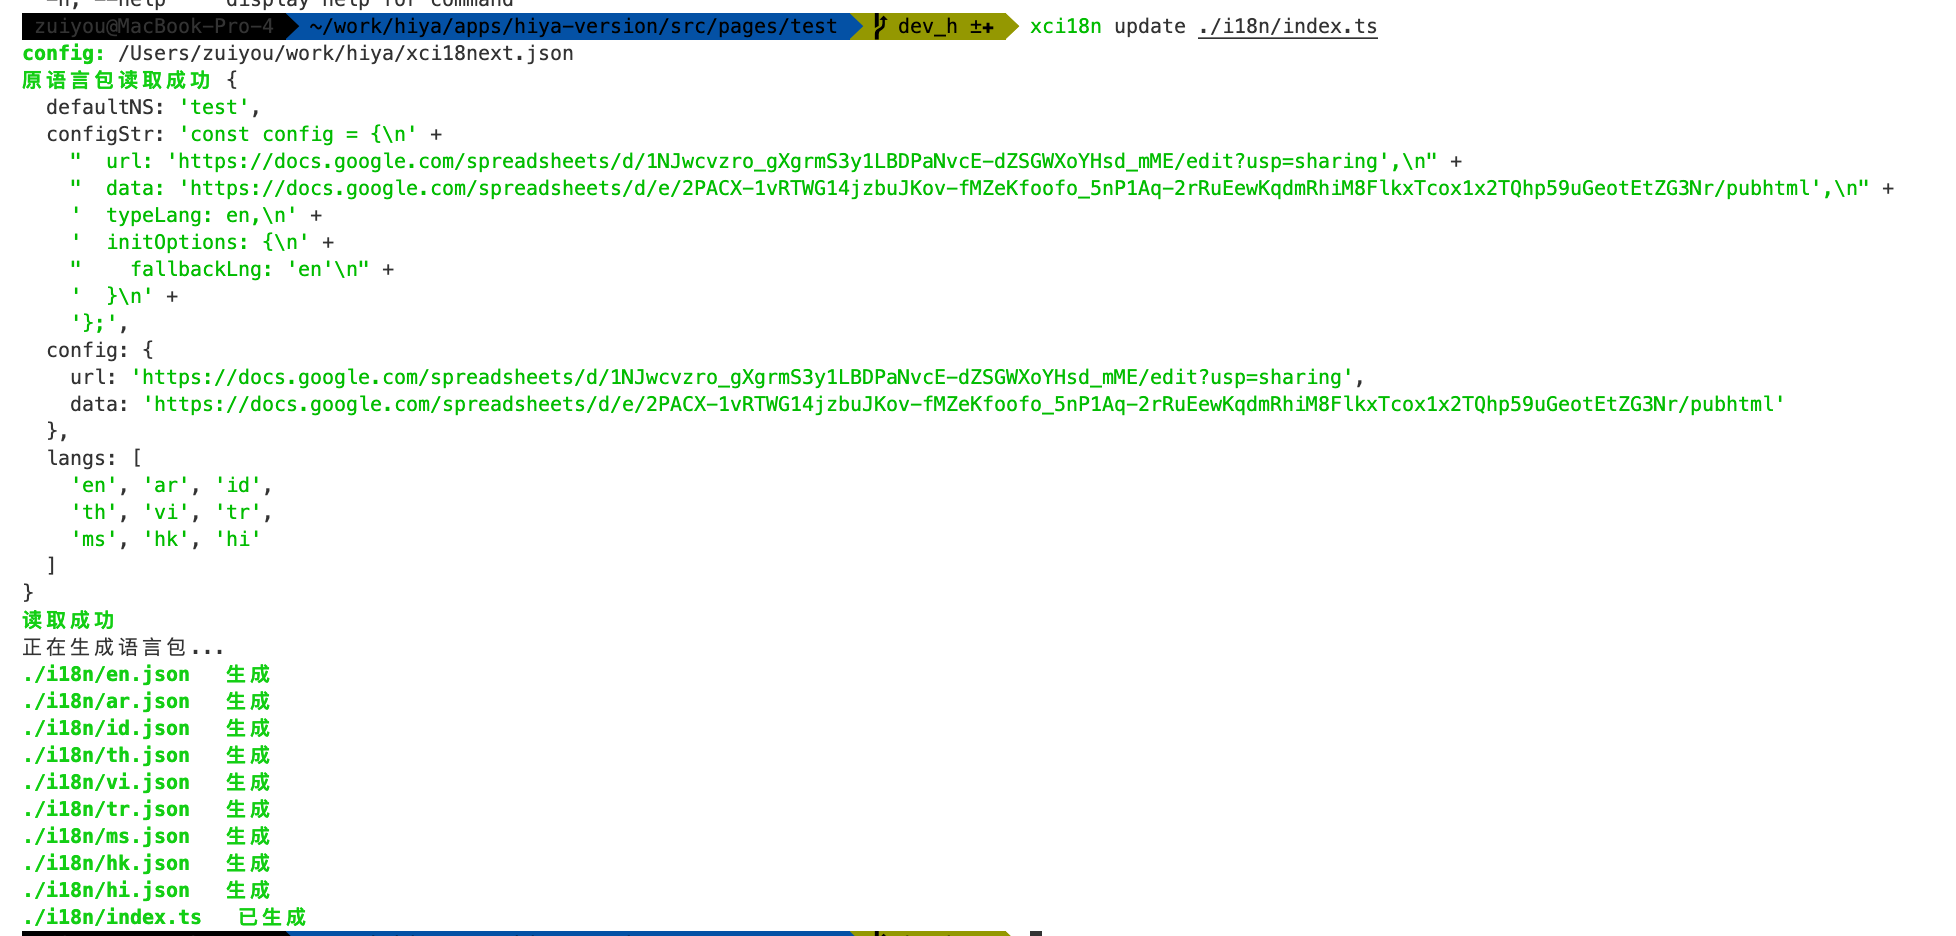 -h, --help     display help for command
zuiyou@MacBook-Pro-4 ~/work/hiya/apps/hiya-version/src/pages/test dev_h ±✚ xci18n update ./i18n/index.ts
config: /Users/zuiyou/work/hiya/xci18next.json
原语言包读取成功 {
  defaultNS: 'test',
  configStr: 'const config = {\n' +
    "  url: 'https://docs.google.com/spreadsheets/d/1NJwcvzro_gXgrmS3y1LBDPaNvcE-dZSGWXoYHsd_mME/edit?usp=sharing',\n" +
    "  data: 'https://docs.google.com/spreadsheets/d/e/2PACX-1vRTWG14jzbuJKov-fMZeKfoofo_5nP1Aq-2rRuEewKqdmRhiM8FlkxTcox1x2TQhp59uGeotEtZG3Nr/pubhtml',\n" +
    '  typeLang: en,\n' +
    '  initOptions: {\n' +
    "    fallbackLng: 'en'\n" +
    '  }\n' +
    '};',
  config: {
    url: 'https://docs.google.com/spreadsheets/d/1NJwcvzro_gXgrmS3y1LBDPaNvcE-dZSGWXoYHsd_mME/edit?usp=sharing',
    data: 'https://docs.google.com/spreadsheets/d/e/2PACX-1vRTWG14jzbuJKov-fMZeKfoofo_5nP1Aq-2rRuEewKqdmRhiM8FlkxTcox1x2TQhp59uGeotEtZG3Nr/pubhtml'
  },
  langs: [
    'en', 'ar', 'id',
    'th', 'vi', 'tr',
    'ms', 'hk', 'hi'
  ]
}
读取成功
正在生成语言包...
./i18n/en.json   生成
./i18n/ar.json   生成
./i18n/id.json   生成
./i18n/th.json   生成
./i18n/vi.json   生成
./i18n/tr.json   生成
./i18n/ms.json   生成
./i18n/hk.json   生成
./i18n/hi.json   生成
./i18n/index.ts   已生成